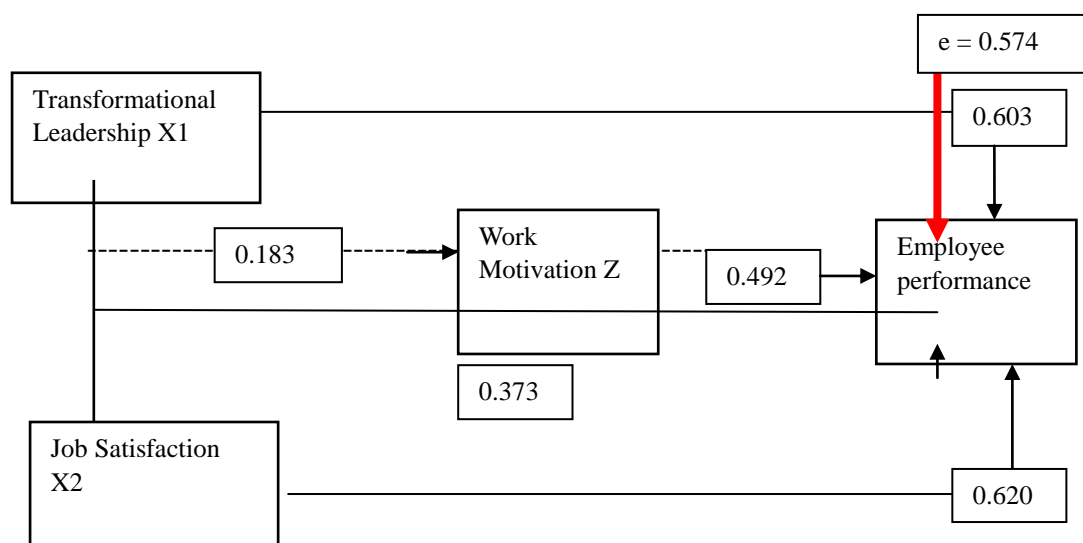 e = 0.574
Transformational
Leadership X1
0.603
0.183
Work
Motivation Z
0.492
Employee
performance
0.373
Job Satisfaction
X2
0.620